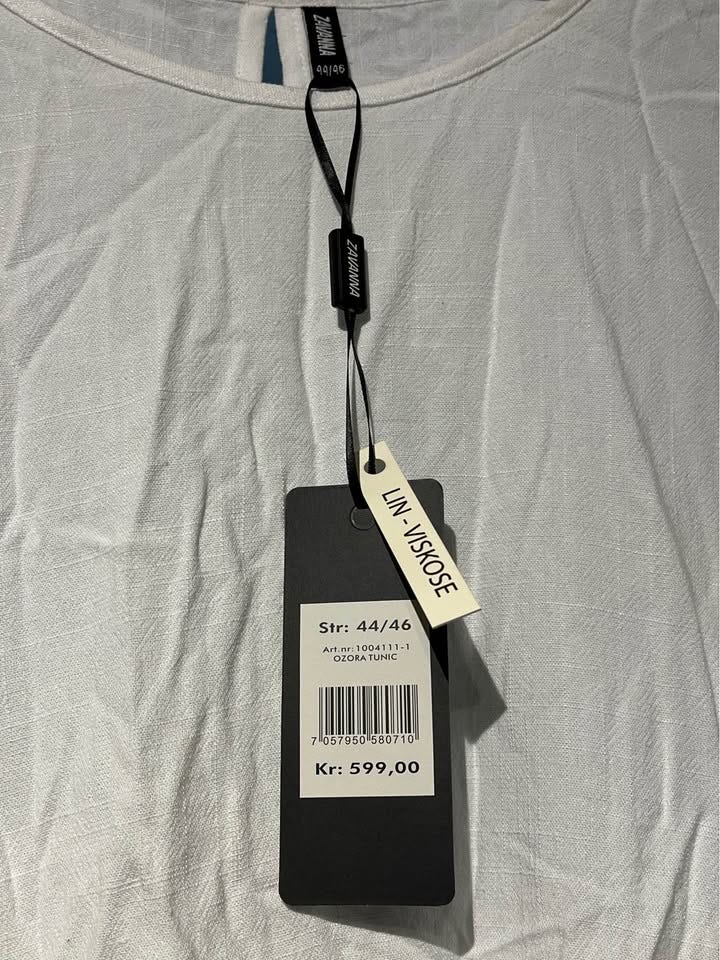 ZAVANNA
44/46
ZAVANNA
LIN - VISKOSE
Str: 44/46
Art.nr: 1004111-1
OZORA TUNIC
7 057950 580710
Kr: 599,00